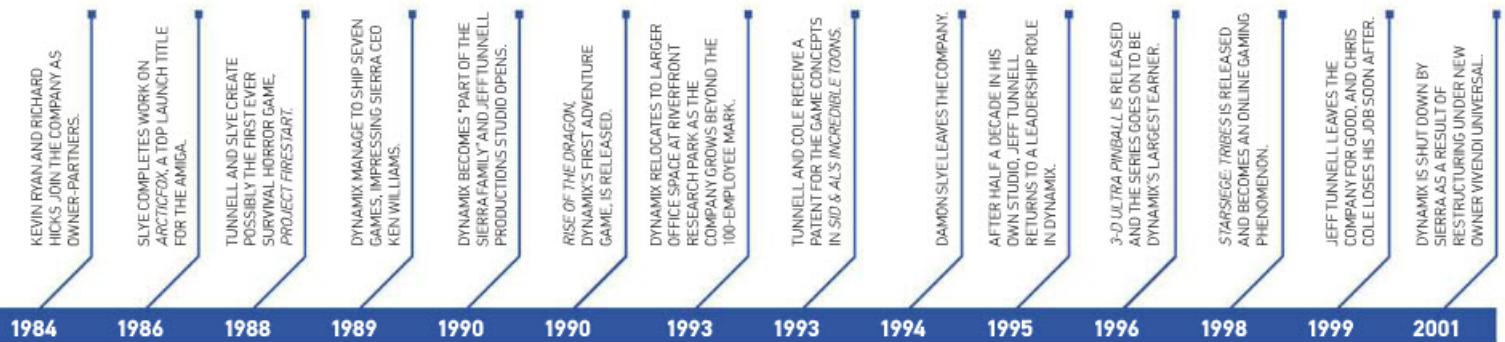 KEVIN RYAN AND RICHARD
HICKS JOIN THE COMPANY AS
OWNER-PARTNERS.
SLYE COMPLETES WORK ON
ARCTICFOX, A TOP LAUNCH TITLE
FOR THE AMIGA.
TUNNELL AND SLYE CREATE
POSSIBLY THE FIRST EVER
SURVIVAL HORROR GAME,
PROJECT FIRESTART.
DYNAMIX MANAGE TO SHIP SEVEN
GAMES, IMPRESSING SIERRA CEO
KEN WILLIAMS.
DYNAMIX BECOMES "PART OF THE
SIERRA FAMILY" AND JEFF TUNNELL
PRODUCTIONS STUDIO OPENS.
RISE OF THE DRAGON,
DYNAMIX'S FIRST ADVENTURE
GAME, IS RELEASED.
DYNAMIX RELOCATES TO LARGER
OFFICE SPACE AT RIVERFRONT
RESEARCH PARK AS THE
COMPANY GROWS BEYOND THE
100-EMPLOYEE MARK.
TUNNELL AND COLE RECEIVE A
PATENT FOR THE GAME CONCEPTS
IN SID & AL'S INCREDIBLE TOONS.
DAMON SLYE LEAVES THE COMPANY.
AFTER HALF A DECADE IN HIS
OWN STUDIO, JEFF TUNNELL
RETURNS TO A LEADERSHIP ROLE
IN DYNAMIX.
3-D ULTRA PINBALL IS RELEASED
AND THE SERIES GOES ON TO BE
DYNAMIX'S LARGEST EARNER.
STARSIEGE: TRIBES IS RELEASED
AND BECOMES AN ONLINE GAMING
PHENOMENON.
JEFF TUNNELL LEAVES THE
COMPANY FOR GOOD, AND CHRIS
COLE LOSES HIS JOB SOON AFTER.
DYNAMIX IS SHUT DOWN BY
SIERRA AS A RESULT OF
RESTRUCTURING UNDER NEW
OWNER VIVENDI UNIVERSAL.
1984 1986 1988 1989 1990 1990 1993 1993 1994 1995 1996 1998 1999 2001